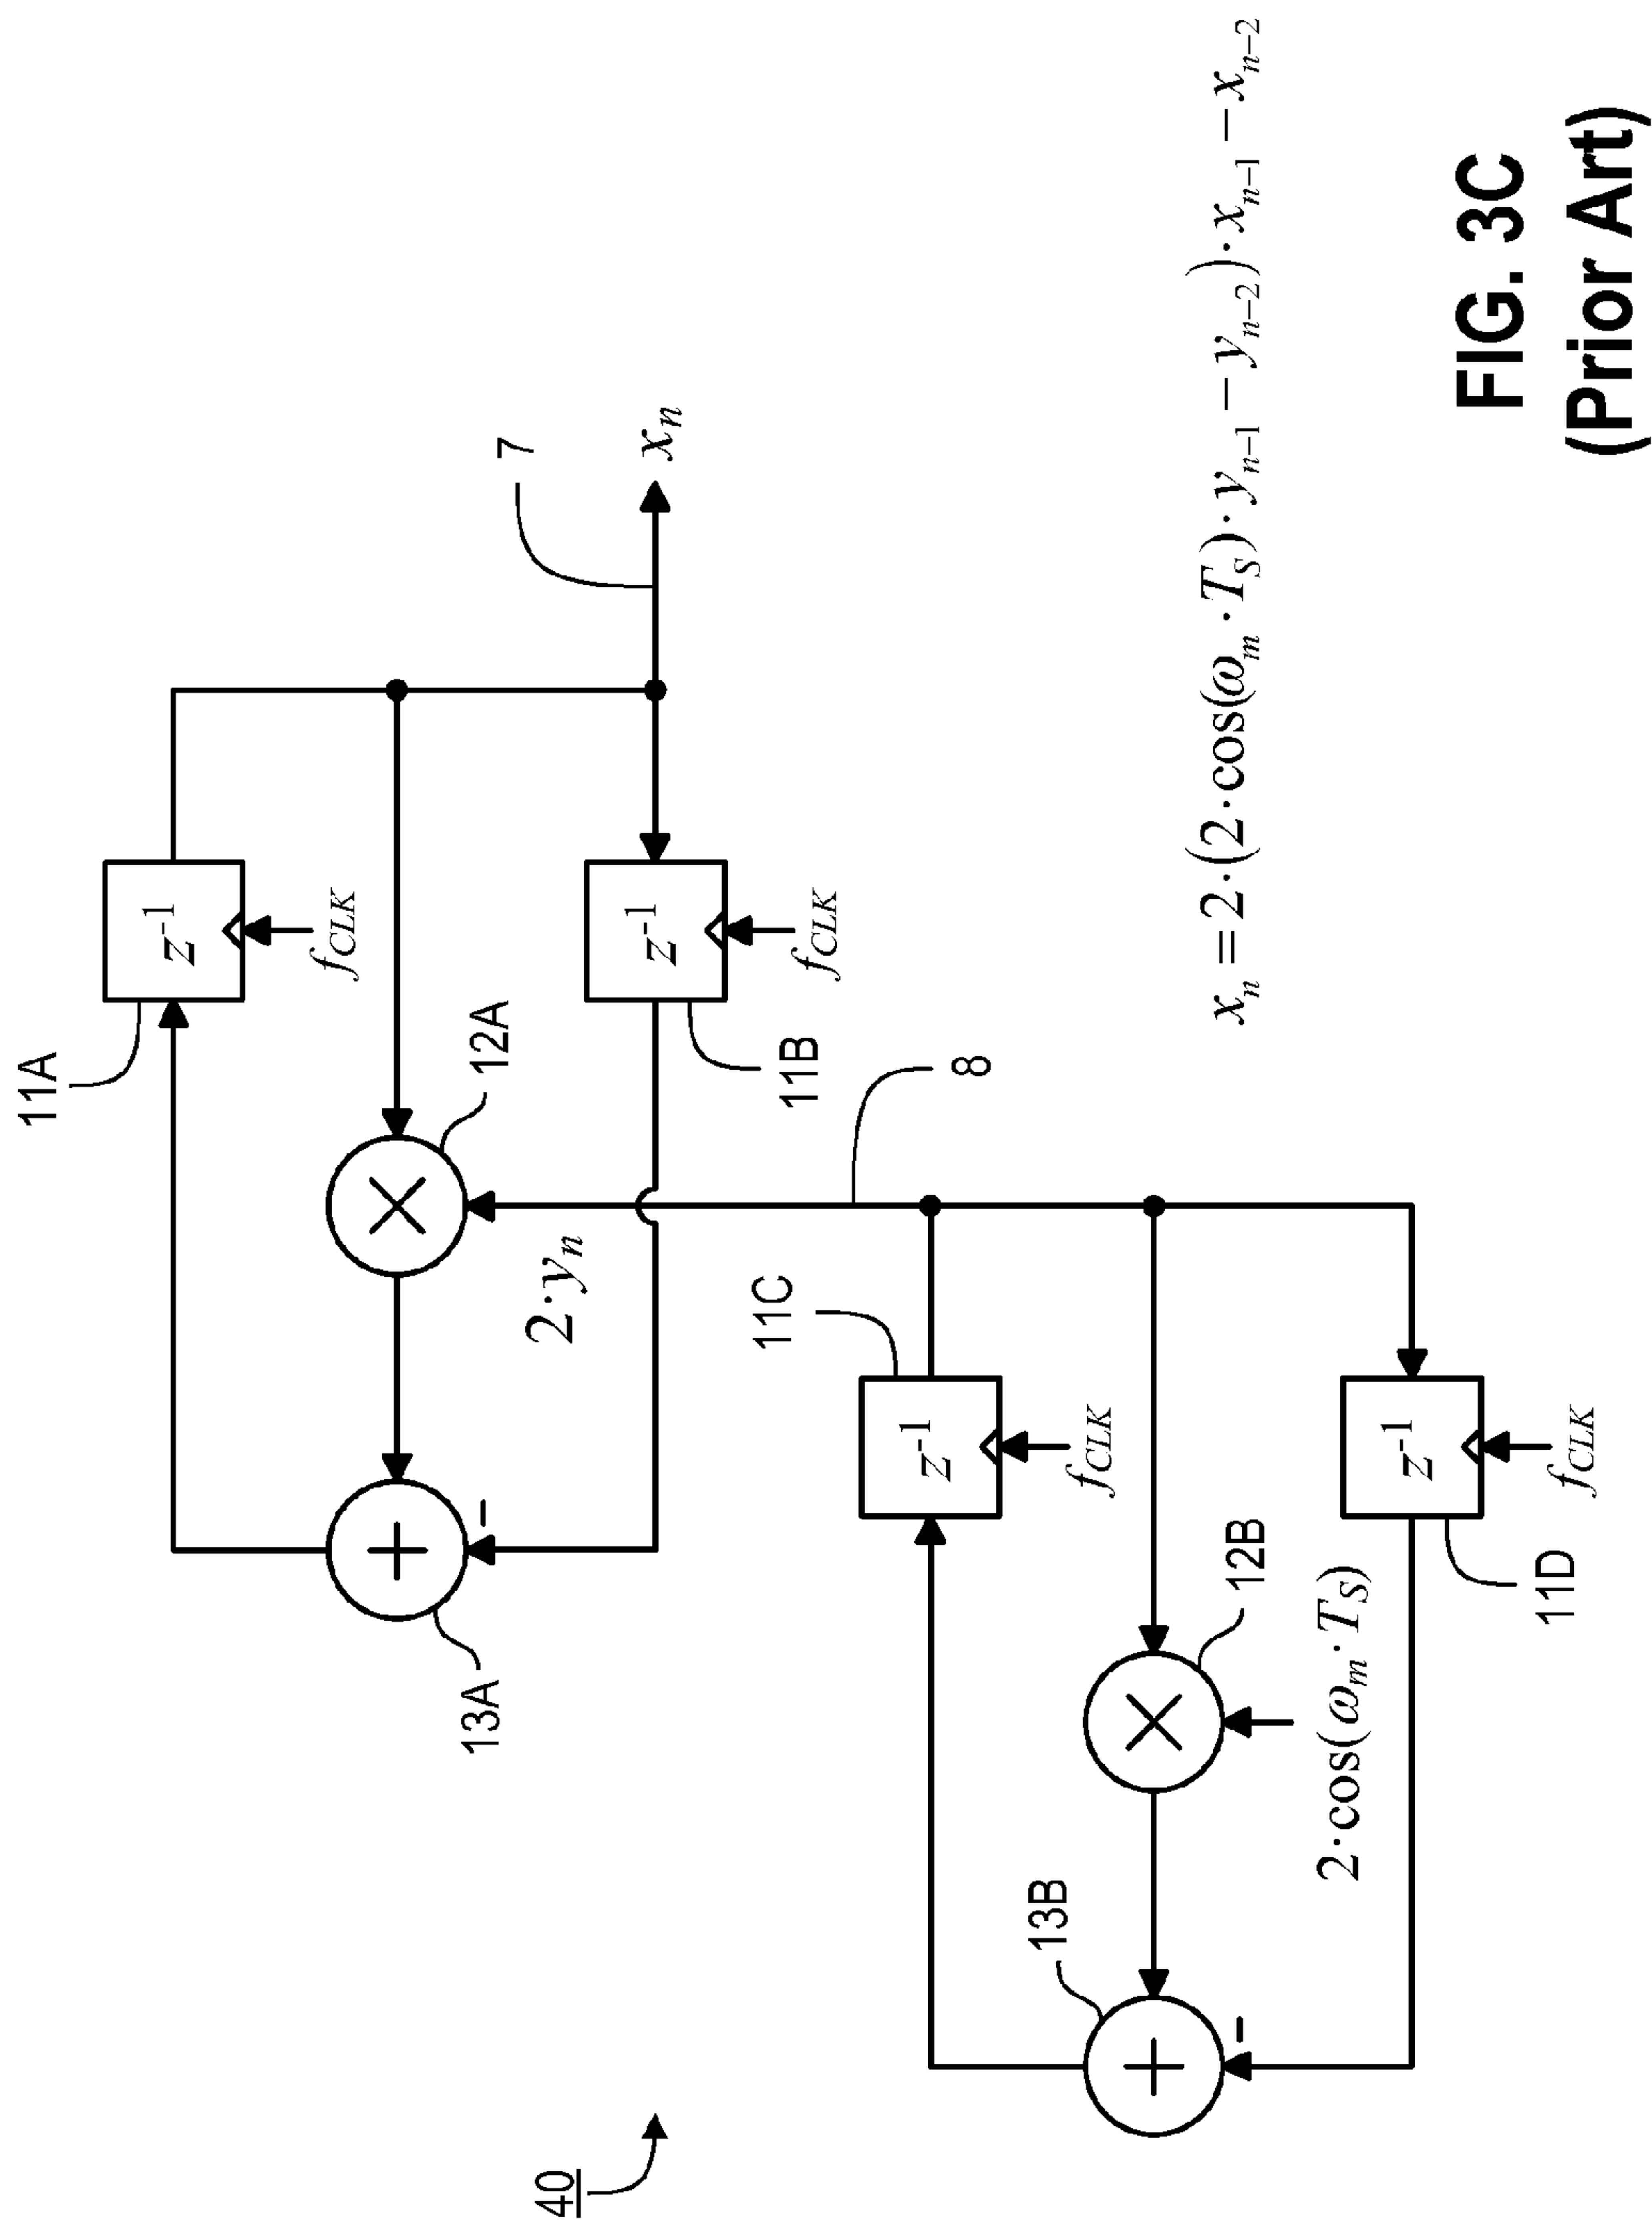 40
13A
12A
11A
z⁻¹
f_CLK
7
x_n
2·y_n
z⁻¹
f_CLK
11B
8
11C
z⁻¹
f_CLK
13B
12B
2·cos(ω_m·T_S)
z⁻¹
f_CLK
11D
x_n = 2·(2·cos(ω_m·T_S)·y_{n−1} − y_{n−2})·x_{n−1} − x_{n−2}
FIG. 3C
(Prior Art)